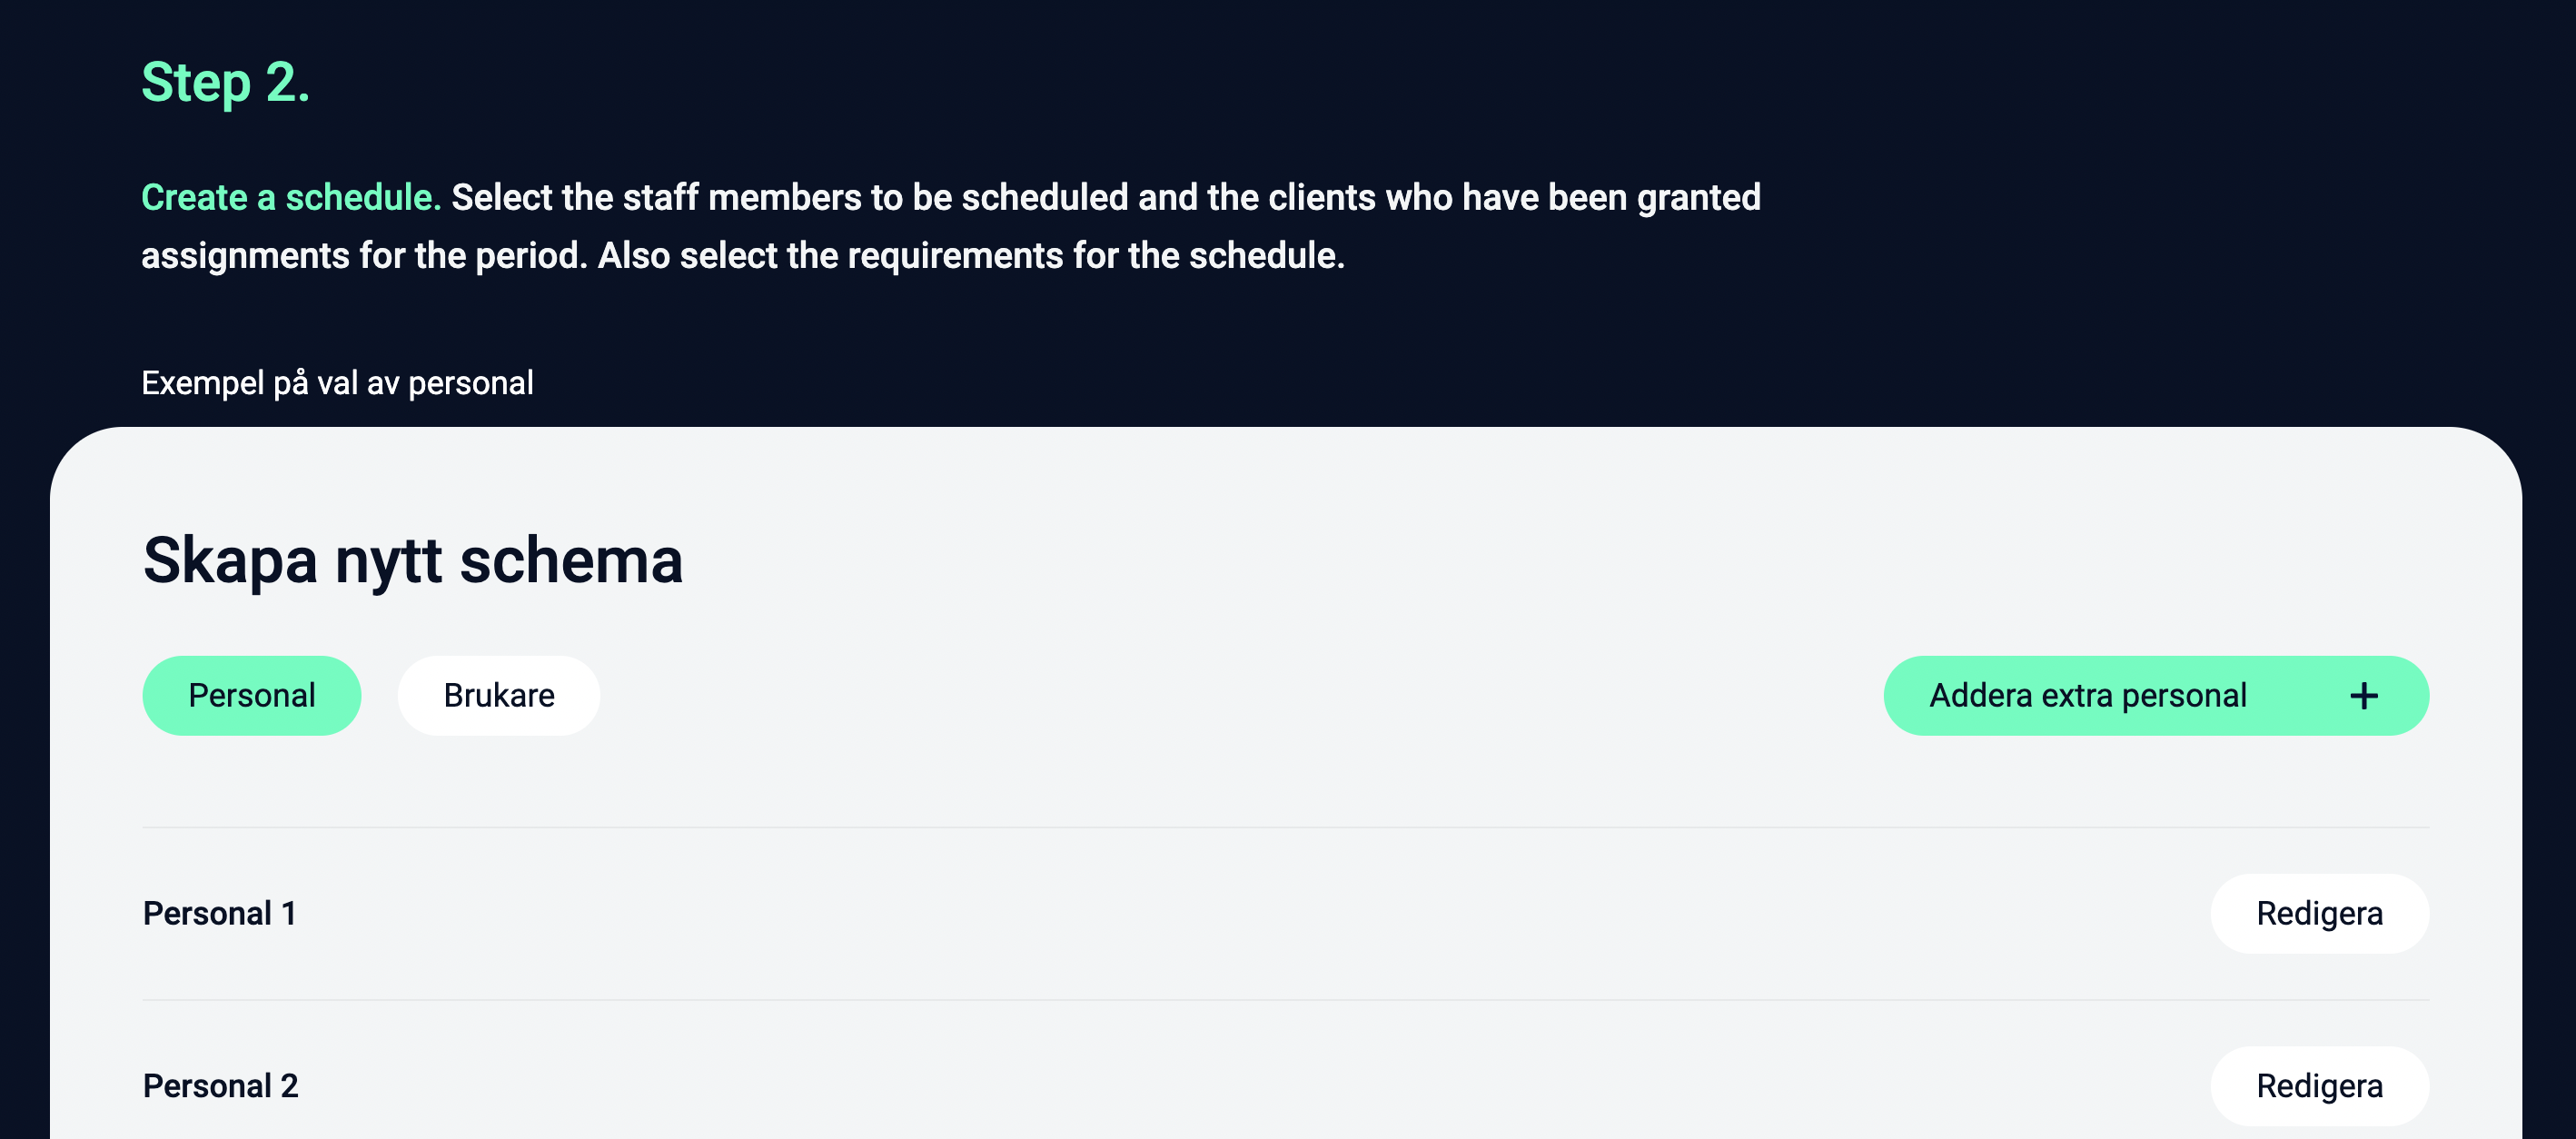 Step 2.
Create a schedule. Select the staff members to be scheduled and the clients who have been granted
assignments for the period. Also select the requirements for the schedule.
Exempel på val av personal
Skapa nytt schema
Personal
Brukare
Addera extra personal +
Personal 1
Redigera
Personal 2
Redigera